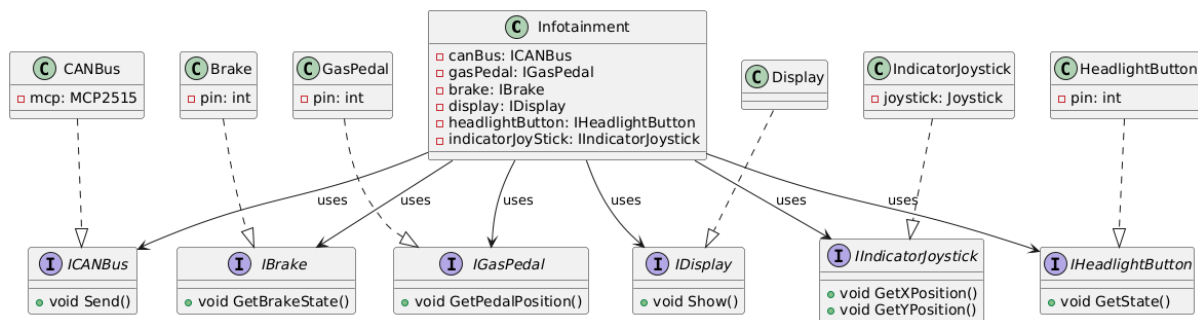 C Infotainment
canBus: ICANBus
gasPedal: IGasPedal
brake: IBrake
display: IDisplay
headlightButton: IHeadlightButton
indicatorJoyStick: IIndicatorJoystick
C CANBus
mcp: MCP2515
C Brake
pin: int
C GasPedal
pin: int
C Display
C IndicatorJoystick
joystick: Joystick
C HeadlightButton
pin: int
uses
uses
uses
uses
uses
uses
I ICANBus
void Send()
I IBrake
void GetBrakeState()
I IGasPedal
void GetPedalPosition()
I IDisplay
void Show()
I IIndicatorJoystick
void GetXPosition()
void GetYPosition()
I IHeadlightButton
void GetState()